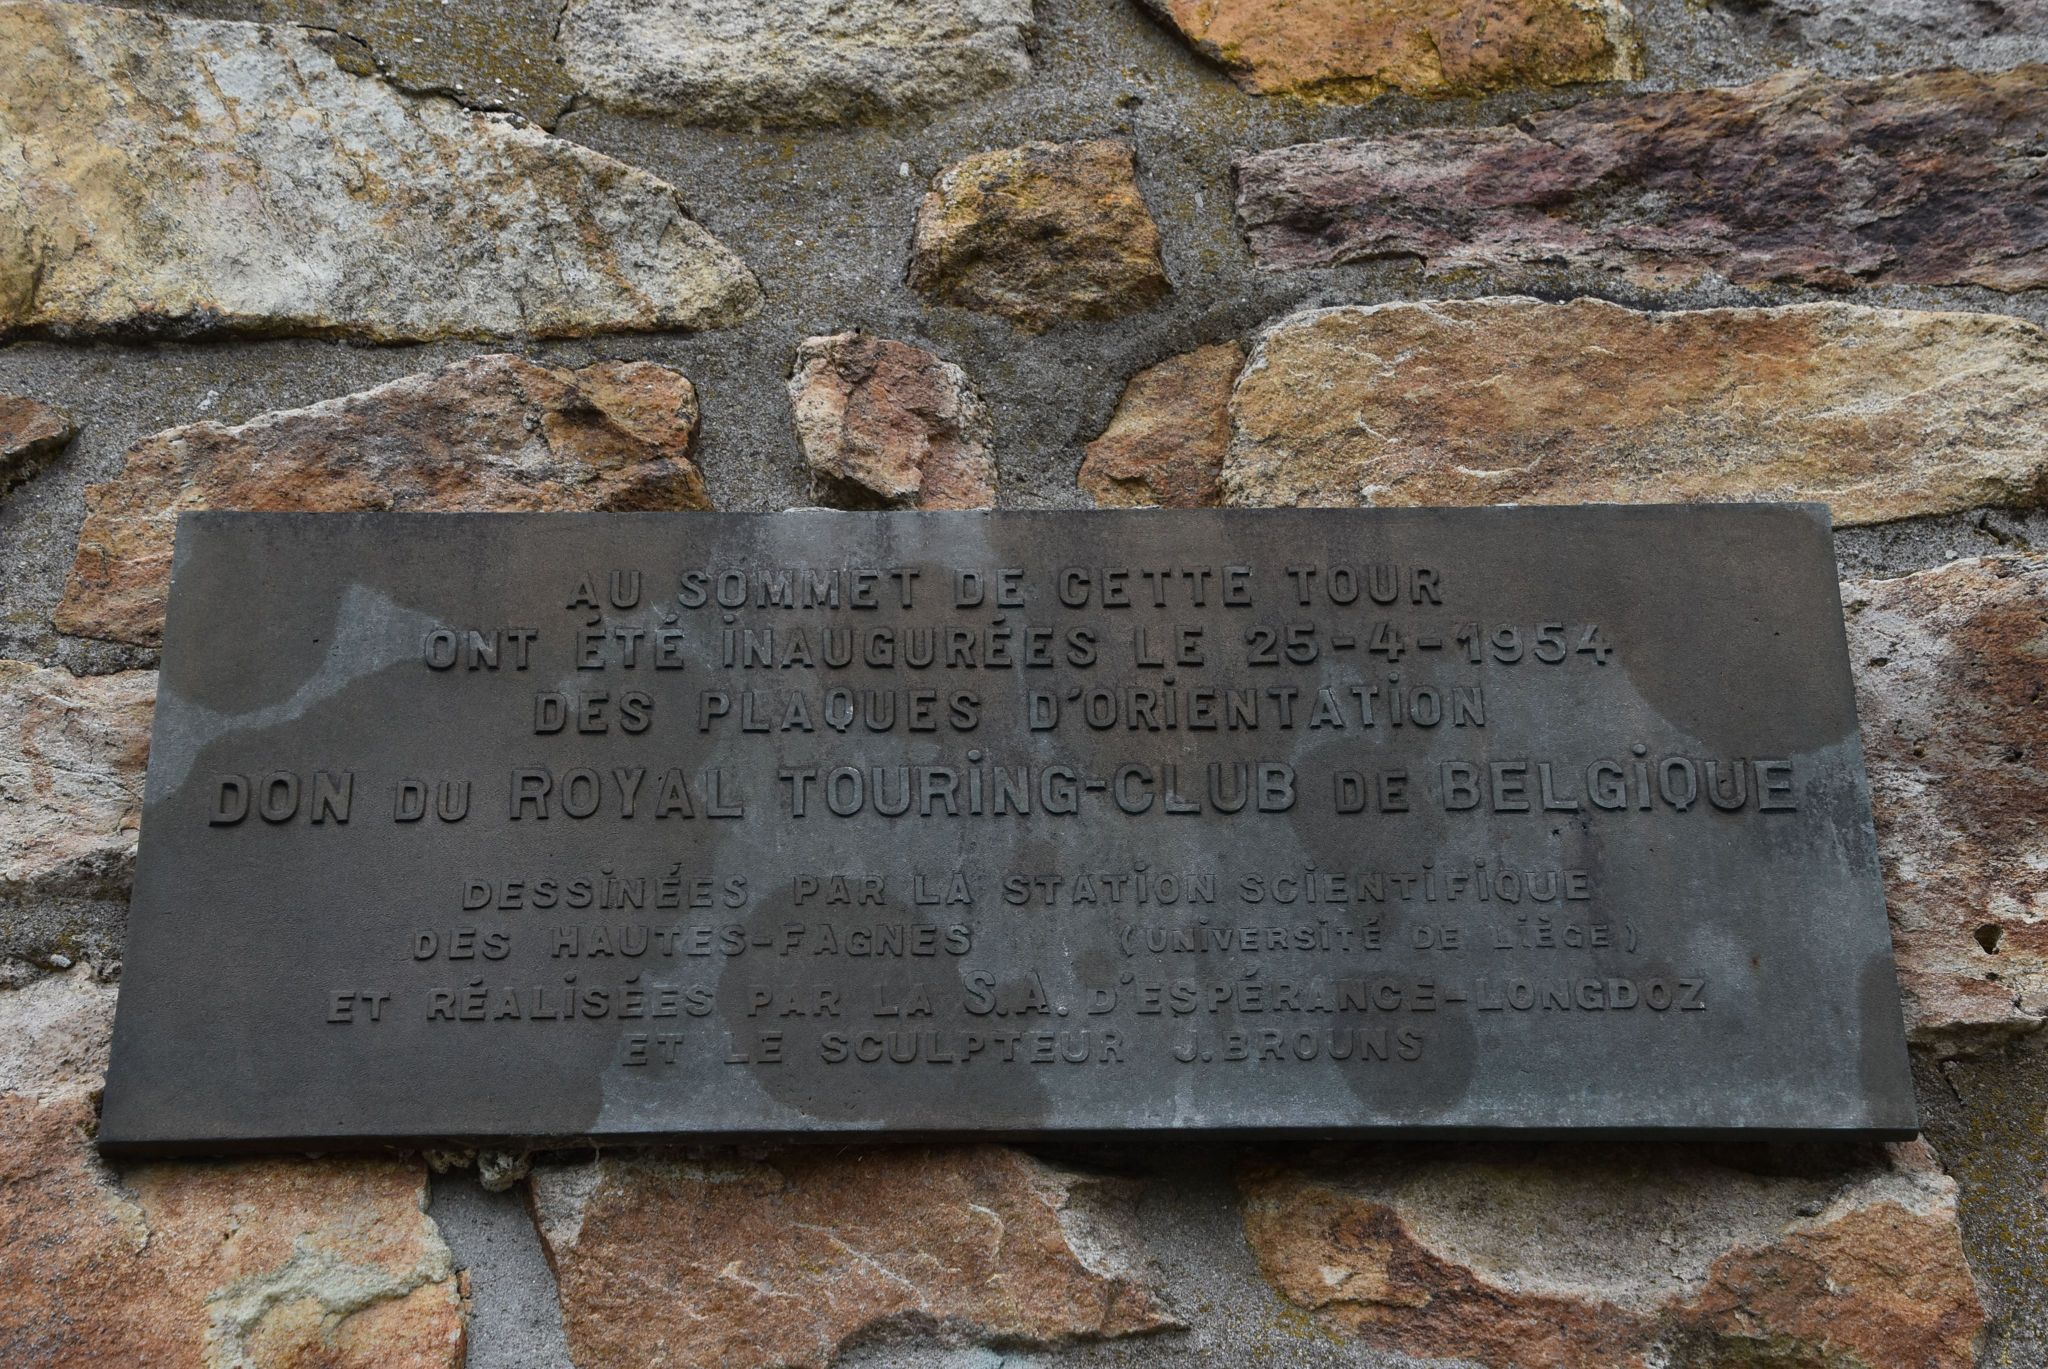 AU SOMMET DE CETTE TOUR
ONT ÉTÉ INAUGURÉES LE 25-4-1954
DES PLAQUES D'ORIENTATION
DON DU ROYAL TOURING-CLUB DE BELGIQUE
DESSINÉES PAR LA STATION SCIENTIFIQUE
DES HAUTES-FAGNES (UNIVERSITÉ DE LIÈGE)
ET RÉALISÉES PAR LA S.A. D'ESPÉRANCE-LONGDOZ
ET LE SCULPTEUR J.BROUNS